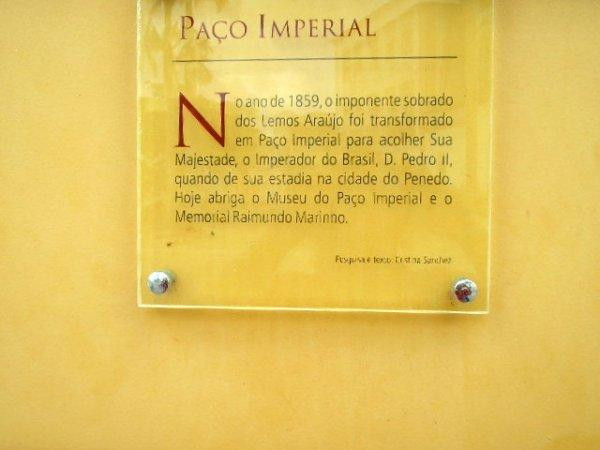 PAÇO IMPERIAL
No ano de 1859, o imponente sobrado
dos Lemos Araújo foi transformado
em Paço Imperial para acolher Sua
Majestade, o Imperador do Brasil, D. Pedro II,
quando de sua estadia na cidade do Penedo.
Hoje abriga o Museu do Paço Imperial e o
Memorial Raimundo Marinho.
Pesquisa e texto: Cristina Sanchez